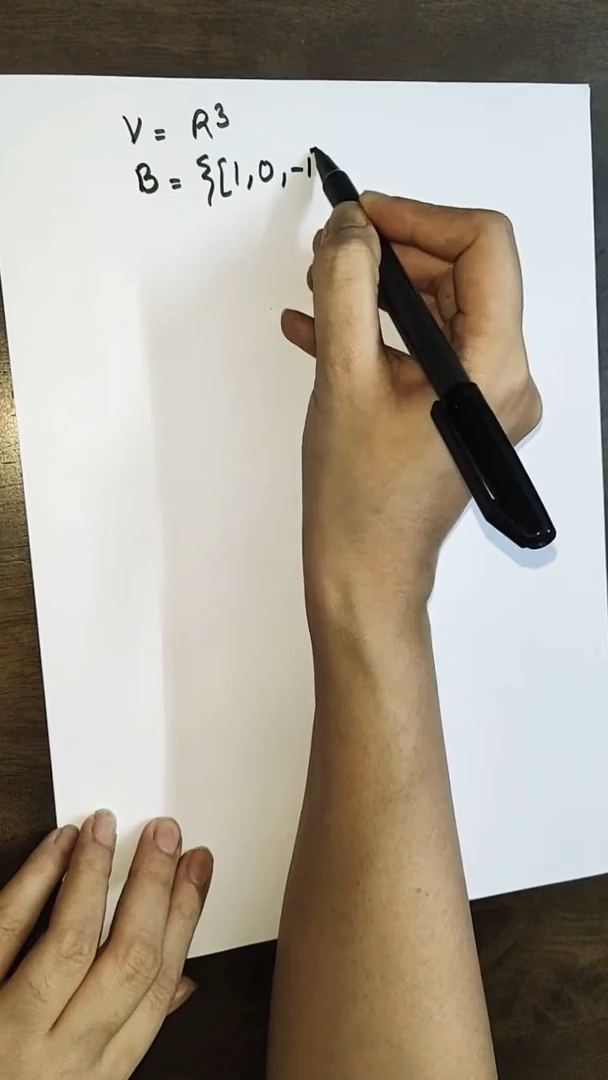 V = R³
B = {[1,0,-1